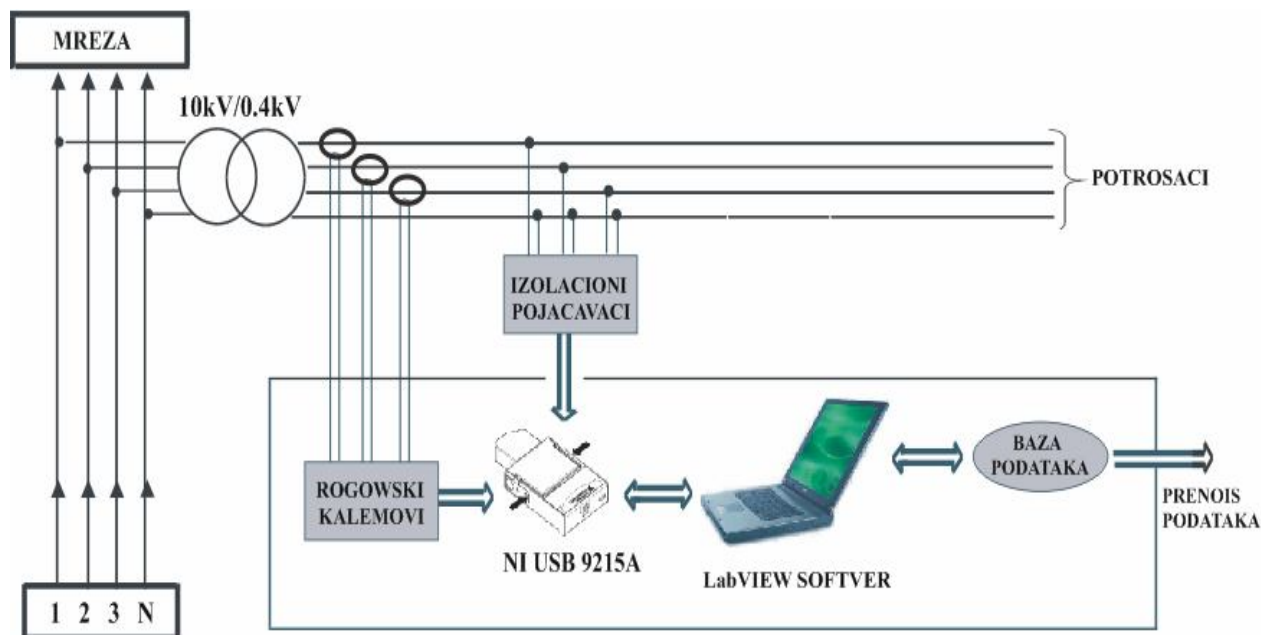 MREZA
10kV/0.4kV
POTROSACI
IZOLACIONI
POJACAVACI
ROGOWSKI
KALEMOVI
NI USB 9215A
LabVIEW SOFTVER
BAZA
PODATAKA
PRENOIS
PODATAKA
1 2 3 N